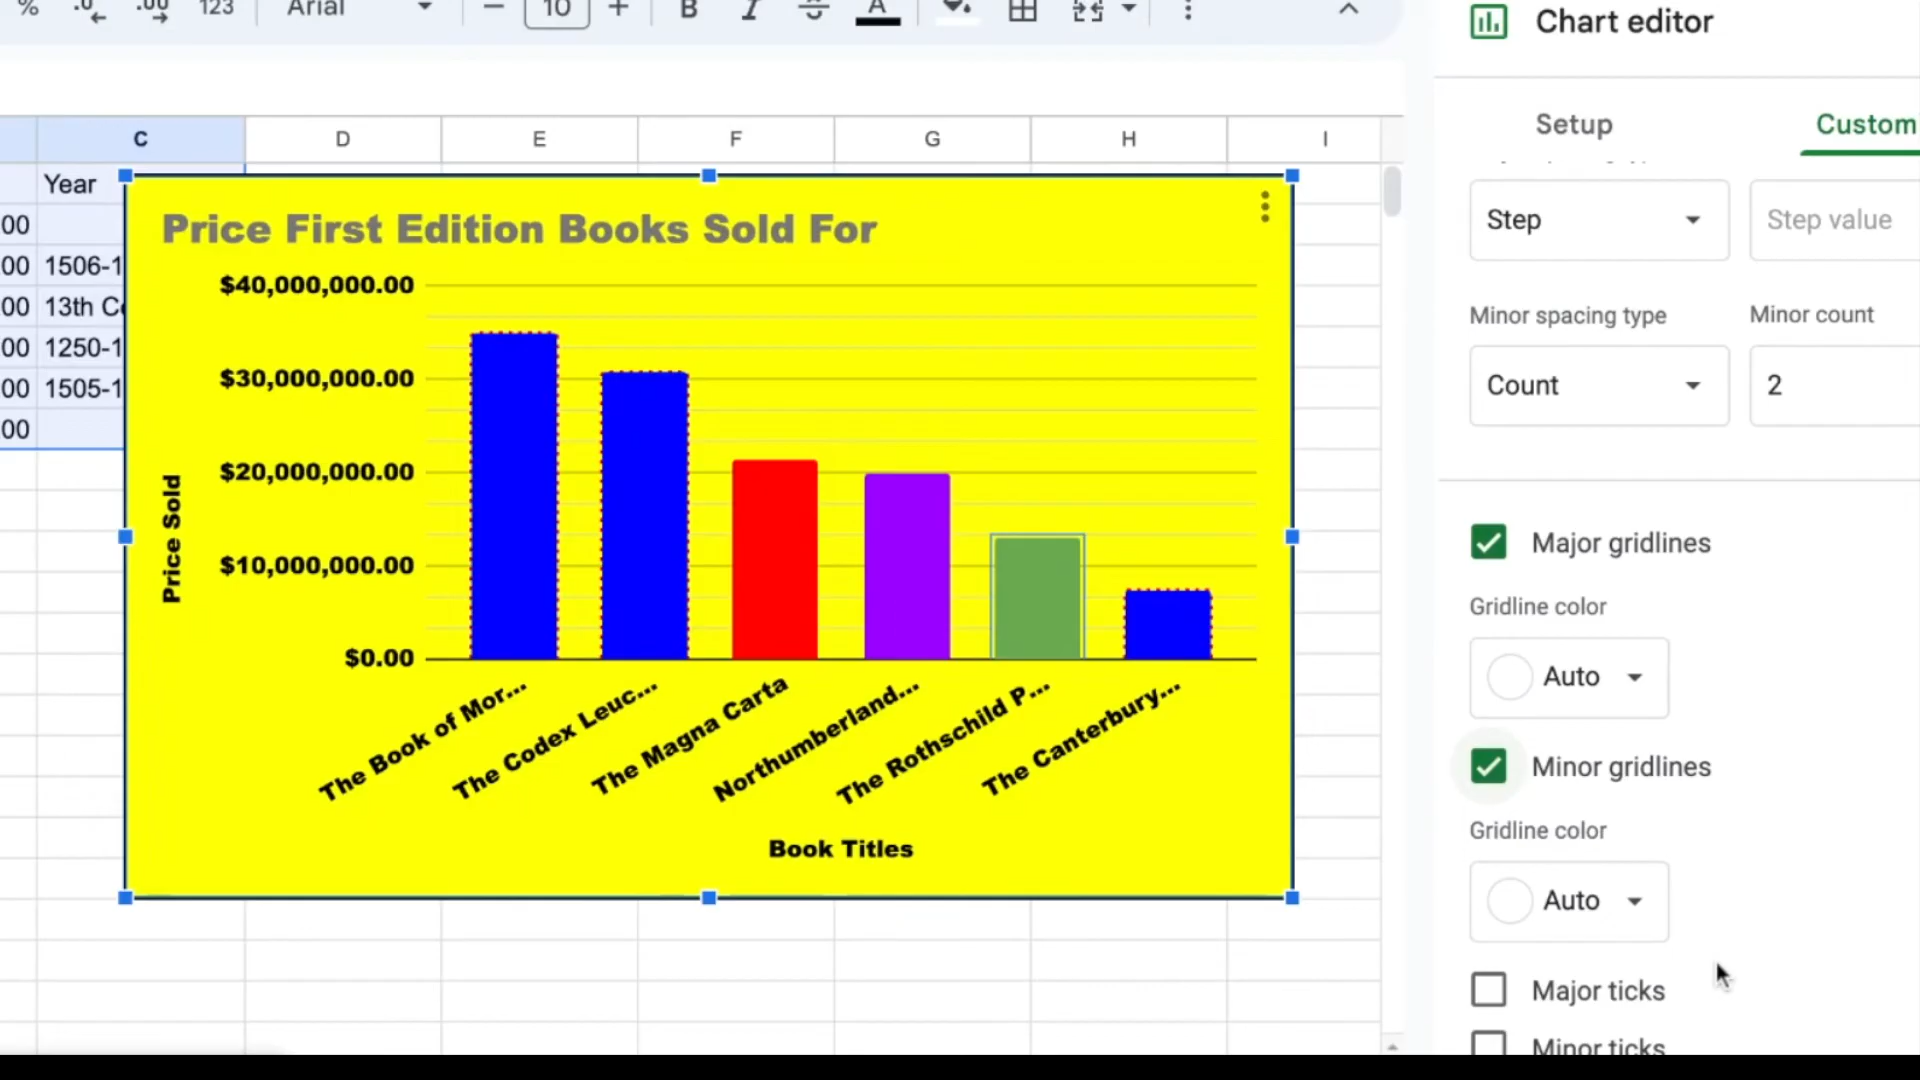 % .0 .00 123 Arial 10 B I S A
Chart editor
Setup Custom
C D E F G H I
Year
00
00 1506-1
00 13th C
00 1250-1
00 1505-1
00
Price First Edition Books Sold For
$40,000,000.00
$30,000,000.00
$20,000,000.00
$10,000,000.00
$0.00
Price Sold
The Book of Mor...
The Codex Leuc...
The Magna Carta
Northumberland...
The Rothschild P...
The Canterbury...
Book Titles
Step Step value
Minor spacing type Minor count
Count 2
Major gridlines
Gridline color
Auto
Minor gridlines
Gridline color
Auto
Major ticks
Minor ticks